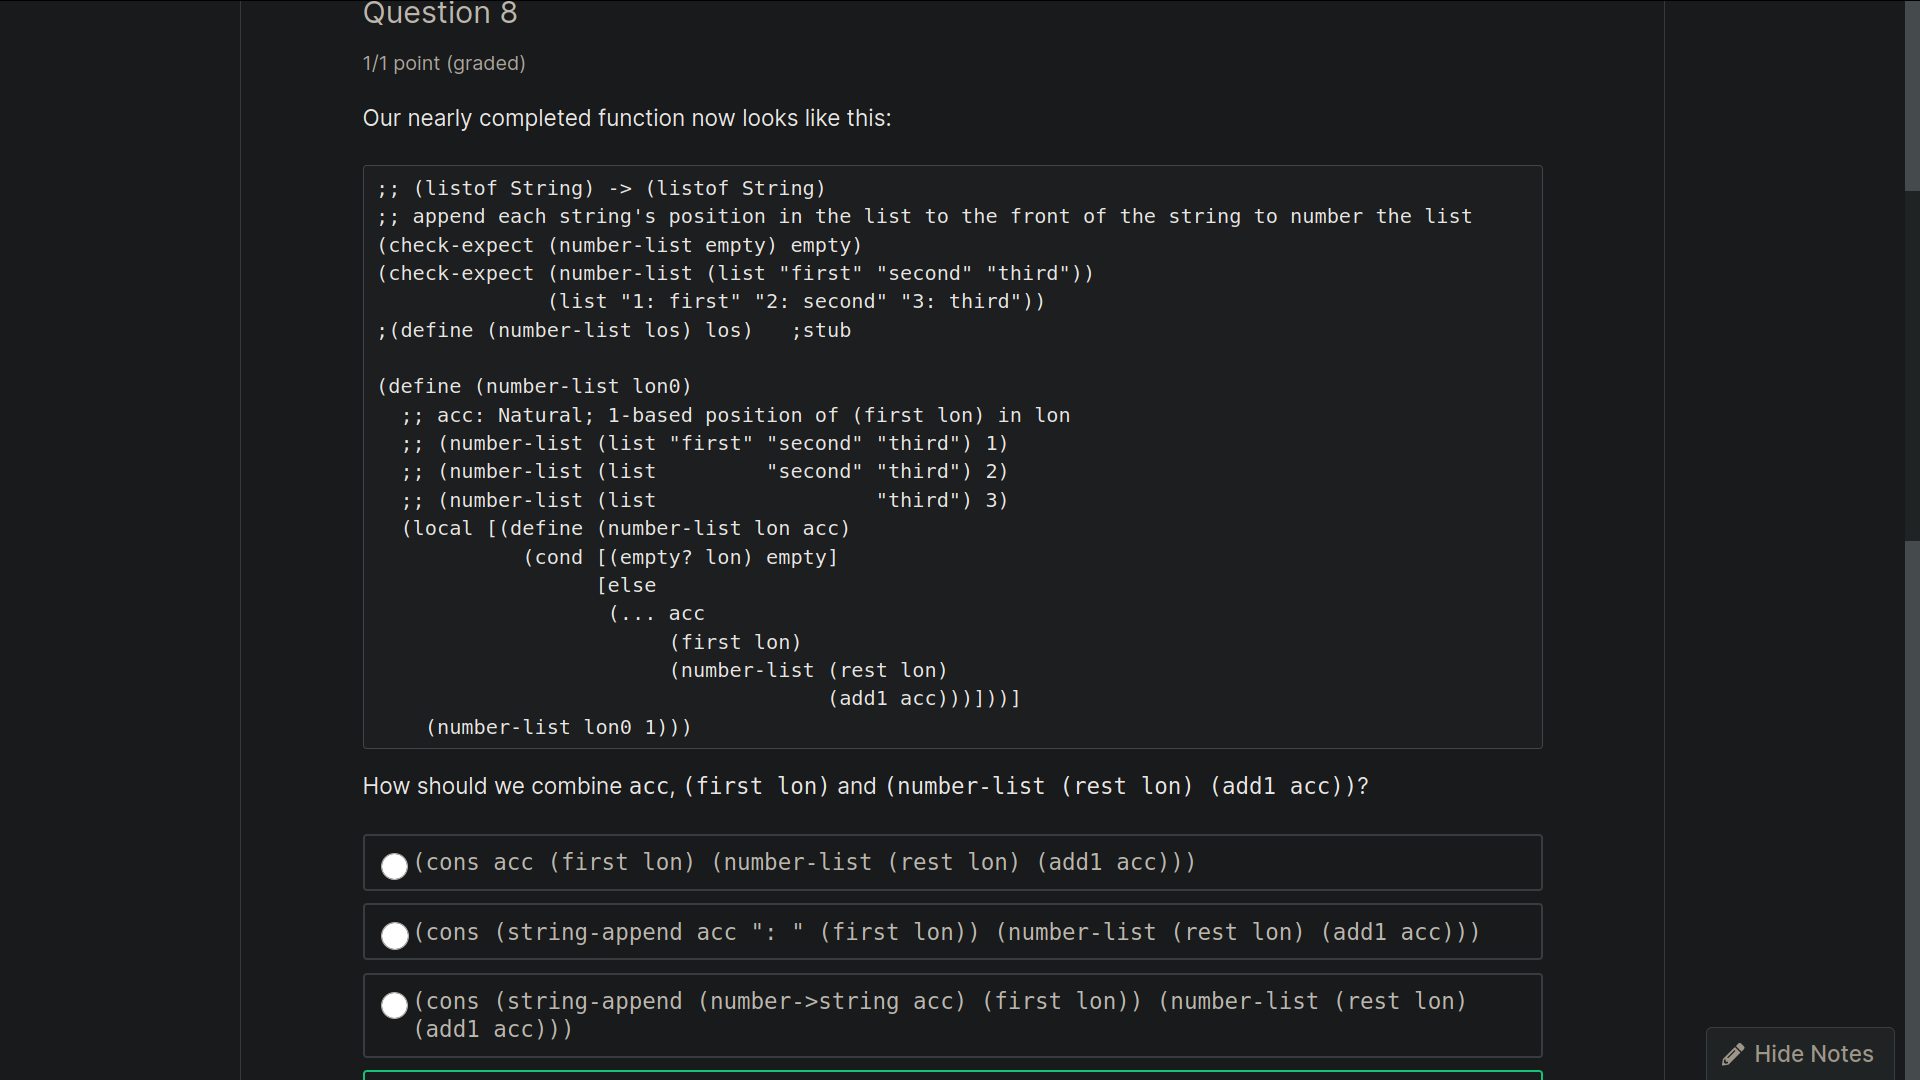 Question 8
1/1 point (graded)
Our nearly completed function now looks like this:
;; (listof String) -> (listof String)
;; append each string's position in the list to the front of the string to number the list
(check-expect (number-list empty) empty)
(check-expect (number-list (list "first" "second" "third"))
              (list "1: first" "2: second" "3: third"))
;(define (number-list los) los)   ;stub

(define (number-list lon0)
  ;; acc: Natural; 1-based position of (first lon) in lon
  ;; (number-list (list "first" "second" "third") 1)
  ;; (number-list (list         "second" "third") 2)
  ;; (number-list (list                  "third") 3)
  (local [(define (number-list lon acc)
            (cond [(empty? lon) empty]
                  [else
                   (... acc
                        (first lon)
                        (number-list (rest lon)
                                     (add1 acc)))]))]
    (number-list lon0 1)))
How should we combine acc, (first lon) and (number-list (rest lon) (add1 acc))?
(cons acc (first lon) (number-list (rest lon) (add1 acc)))
(cons (string-append acc ": " (first lon)) (number-list (rest lon) (add1 acc)))
(cons (string-append (number->string acc) (first lon)) (number-list (rest lon)
(add1 acc)))
Hide Notes